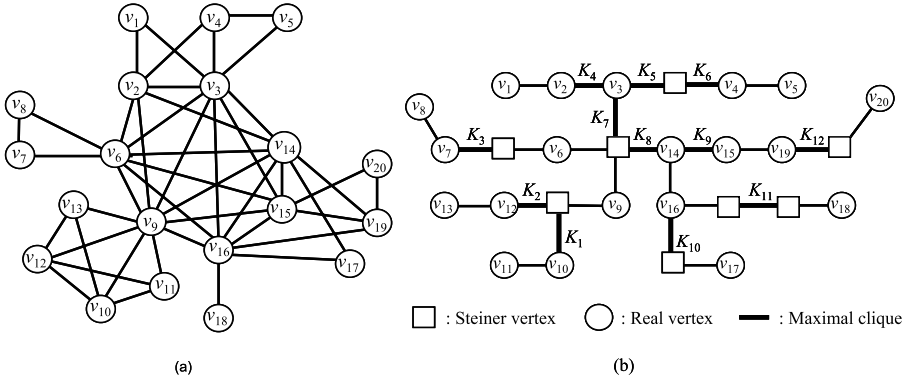 v1
v4
v5
v2
v3
v8
v7
v6
v14
v20
v13
v9
v15
v19
v12
v16
v17
v11
v10
v18
(a)
v1 v2 K4 v3 K5 K6 v4 v5
v8 v20
K7
v7 K3 v6 K8 v14 K9 v15 v19 K12
v13 v12 K2 v9 v16 K11 v18
K1 K10
v11 v10 v17
: Steiner vertex : Real vertex : Maximal clique
(b)